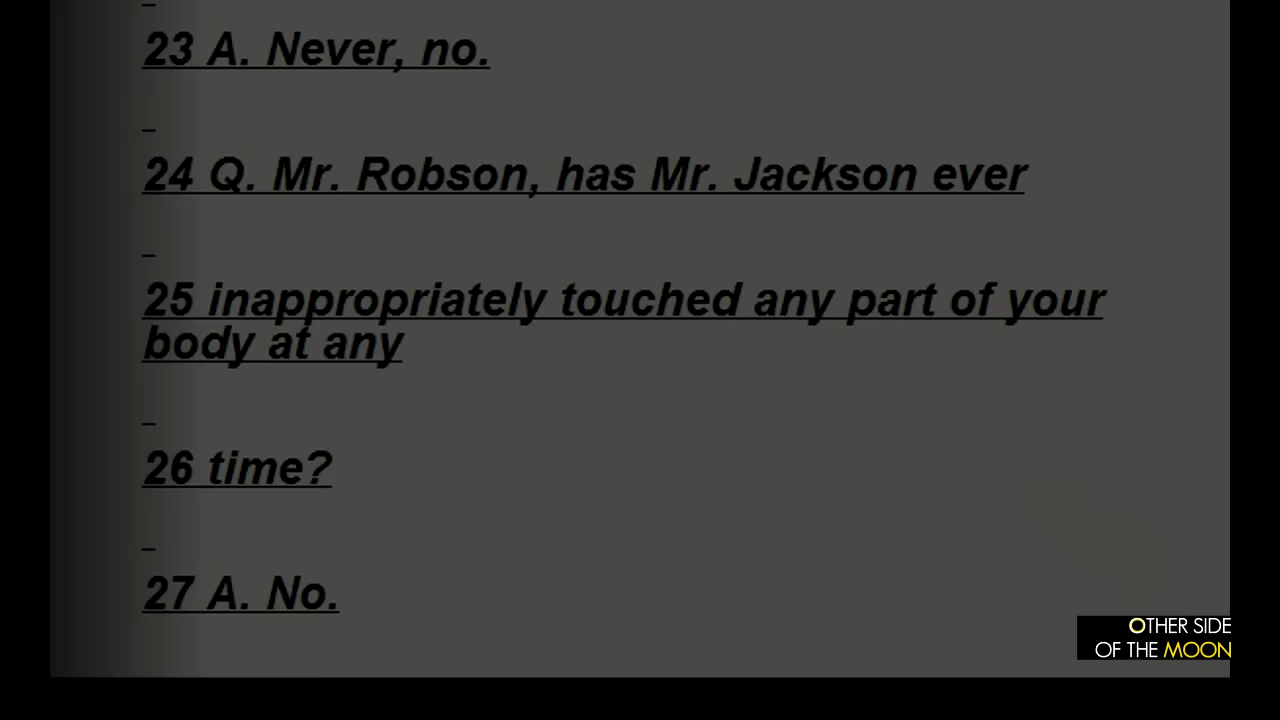 23 A. Never, no.
24 Q. Mr. Robson, has Mr. Jackson ever
25 inappropriately touched any part of your
body at any
26 time?
27 A. No.
OTHER SIDE
OF THE MOON